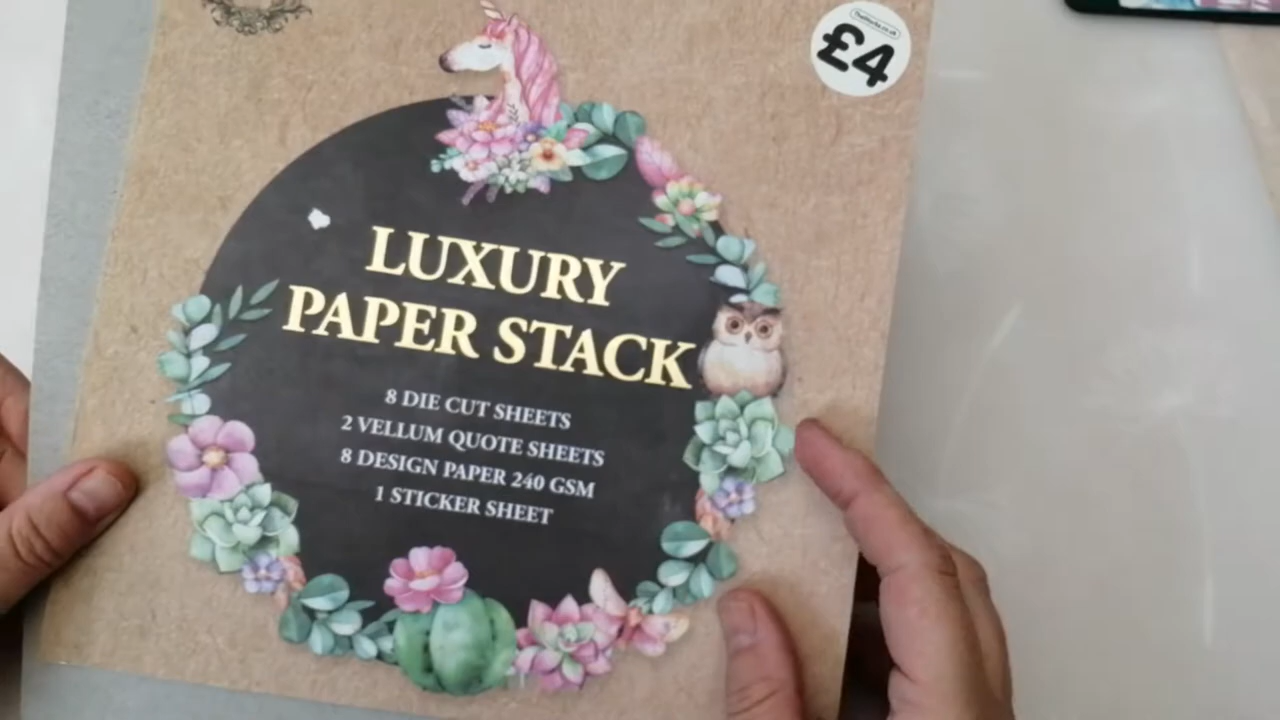 £4
LUXURY
PAPER STACK
8 DIE CUT SHEETS
2 VELLUM QUOTE SHEETS
8 DESIGN PAPER 240 GSM
1 STICKER SHEET